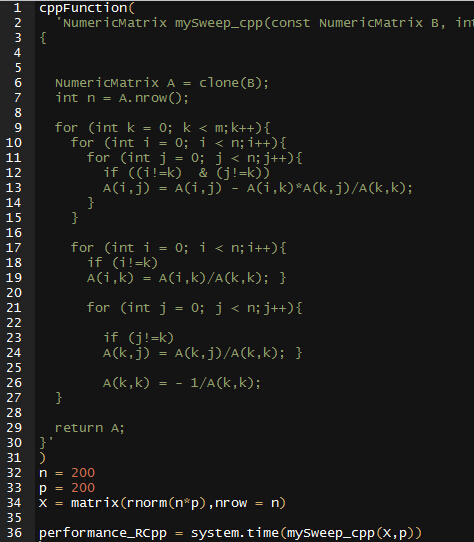 1 cppFunction(
2 'NumericMatrix mySweep_cpp(const NumericMatrix B, int
3 {
4
5
6 NumericMatrix A = clone(B);
7 int n = A.nrow();
8
9 for (int k = 0; k < m;k++){
10 for (int i = 0; i < n;i++){
11 for (int j = 0; j < n;j++){
12 if ((i!=k) & (j!=k))
13 A(i,j) = A(i,j) - A(i,k)*A(k,j)/A(k,k);
14 }
15 }
16
17 for (int i = 0; i < n;i++){
18 if (i!=k)
19 A(i,k) = A(i,k)/A(k,k); }
20
21 for (int j = 0; j < n;j++){
22
23 if (j!=k)
24 A(k,j) = A(k,j)/A(k,k); }
25
26 A(k,k) = - 1/A(k,k);
27 }
28
29 return A;
30 }'
31 )
32 n = 200
33 p = 200
34 X = matrix(rnorm(n*p),nrow = n)
35
36 performance_RCpp = system.time(mySweep_cpp(X,p))